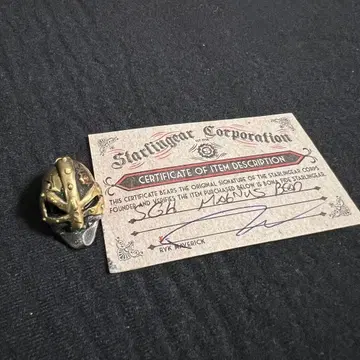 Starlingear Corporation
CERTIFICATE OF ITEM DESCRIPTION
THIS CERTIFICATE BEARS THE ORIGINAL SIGNATURE OF THE STARLINGEAR CORPS.
FOUNDER AND VERIFIES THE ITEM PURCHASED BELOW IS BONA FIDE STARLINGEAR.
SGH MAGNUS
RYK MAVERICK